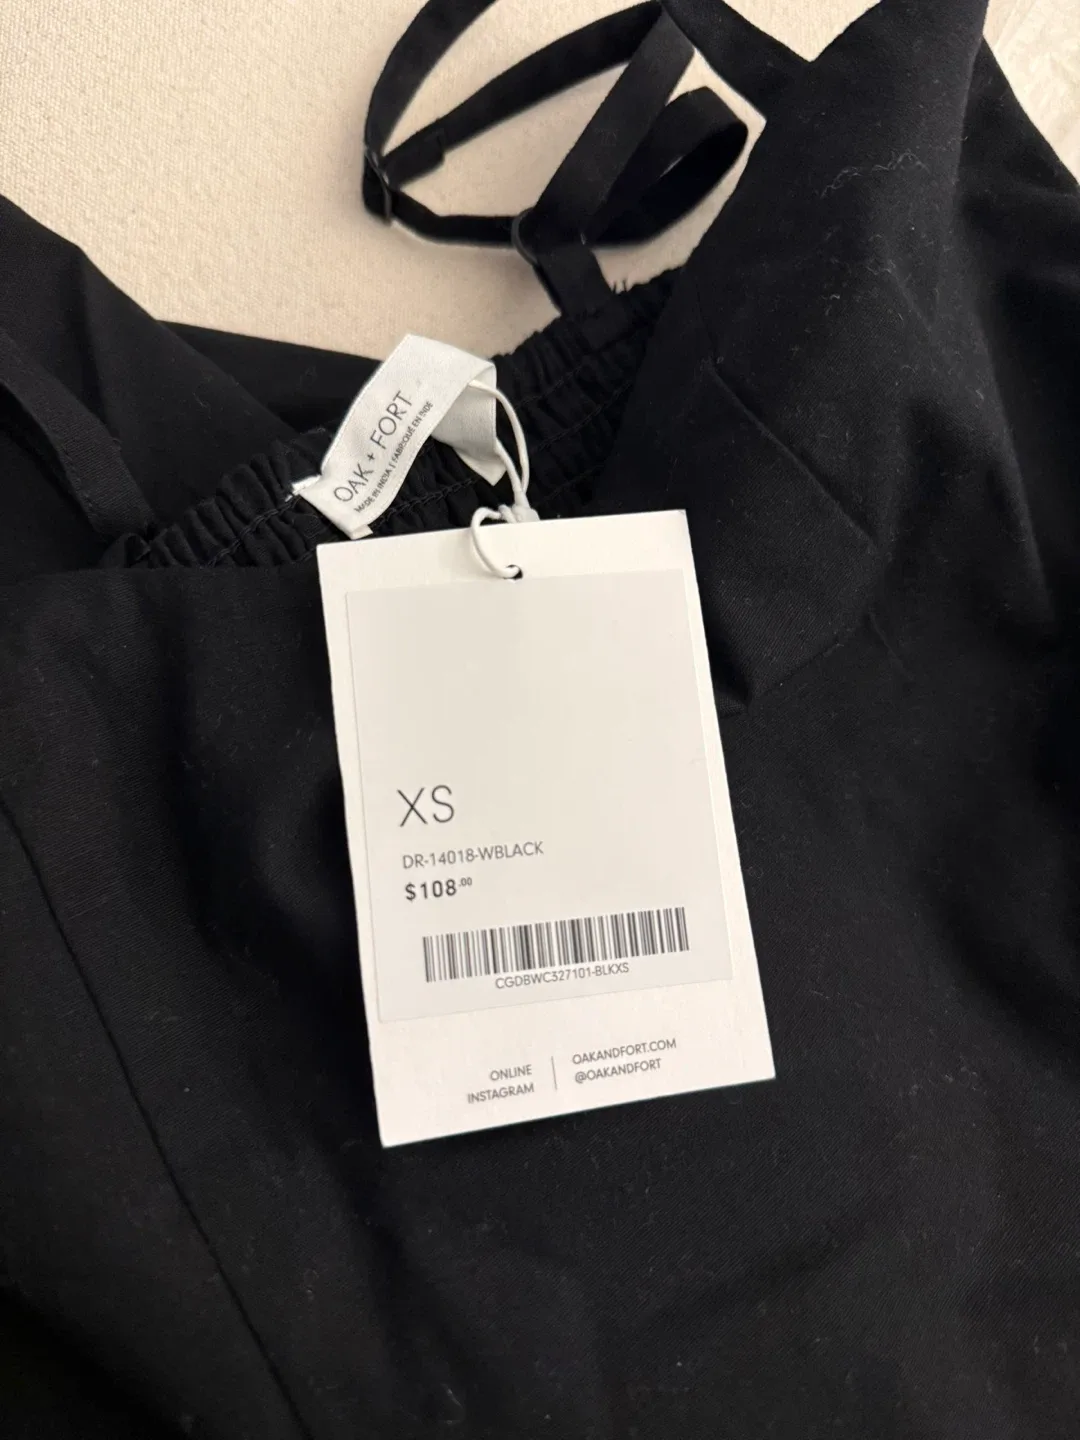 OAK + FORT
MADE IN INDIA | FABRIQUÉ EN INDE
XS
DR-14018-WBLACK
$108.00
CGDBWC327101-BLKXS
ONLINE
INSTAGRAM
OAKANDFORT.COM
@OAKANDFORT